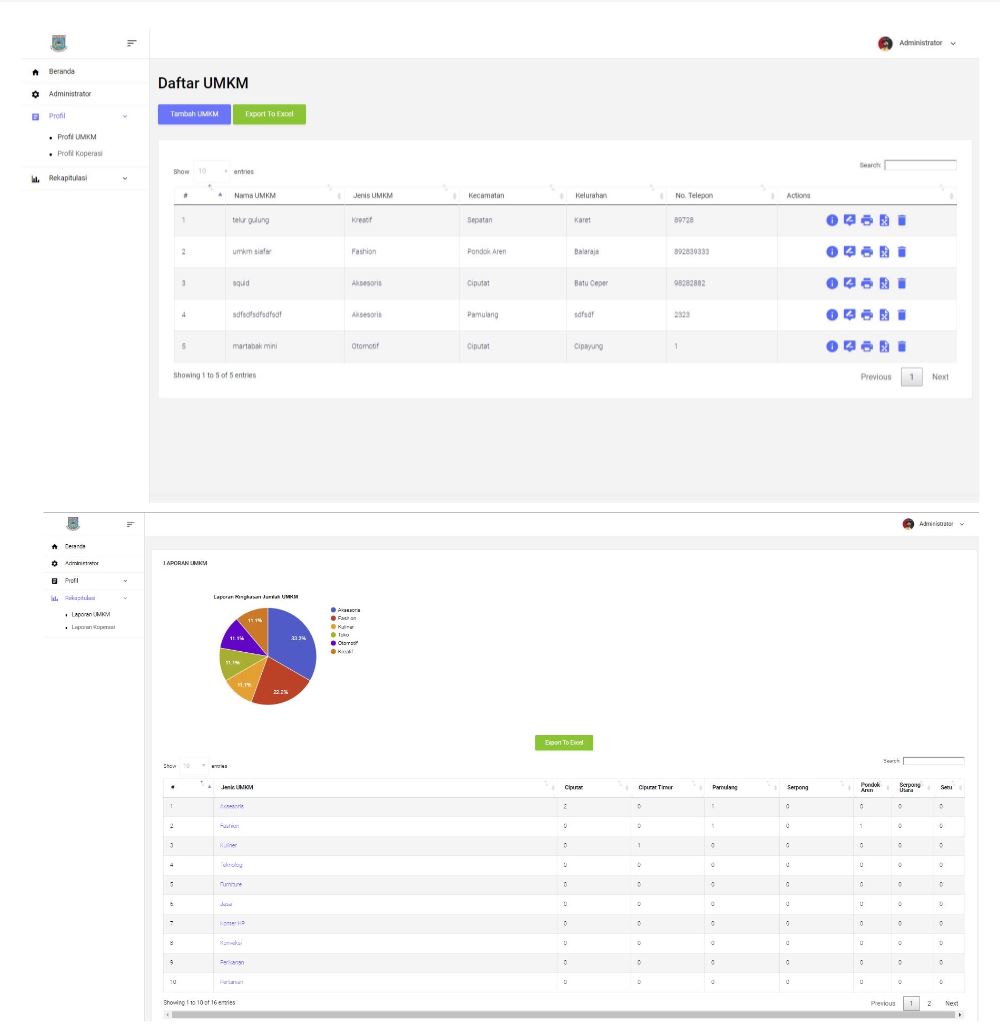 Administrator
Beranda
Administrator
Profil
Profil UMKM
Profil Koperasi
Rekapitulasi
Daftar UMKM
Tambah UMKM Export To Excel
Show 10 entries Search:
# Nama UMKM Jenis UMKM Kecamatan Kelurahan No. Telepon Actions
1 telur gulung Kreatif Sepatan Karet 89728
2 umkm siafar Fashion Pondok Aren Balaraja 892839333
3 squid Aksesoris Ciputat Batu Ceper 98282882
4 sdfsdfsdfsdfsdf Aksesoris Pamulang sdfsdf 2323
5 martabak mini Otomotif Ciputat Cipayung 1
Showing 1 to 5 of 5 entries Previous 1 Next
Administrator
Beranda
Administrator
Profil
Rekapitulasi
Laporan UMKM
Laporan Koperasi
LAPORAN UMKM
Laporan Ringkasan Jumlah UMKM
Aksesoris
Fashion
Kuliner
Toko
Otomotif
Kreatif
11.1% 33.3%
11.1%
11.1%
11.1% 22.2%
Export To Excel
Show 10 entries Search:
# Jenis UMKM Ciputat Ciputat Timur Pamulang Serpong Pondok Aren Serpong Utara Setu
1 Aksesoris 2 0 1 0 0 0 0
2 Fashion 0 0 1 0 1 0 0
3 Kuliner 0 1 0 0 0 0 0
4 Teknologi 0 0 0 0 0 0 0
5 Furniture 0 0 0 0 0 0 0
6 Jasa 0 0 0 0 0 0 0
7 Konter HP 0 0 0 0 0 0 0
8 Konveksi 0 0 0 0 0 0 0
9 Perikanan 0 0 0 0 0 0 0
10 Pertanian 0 0 0 0 0 0 0
Showing 1 to 10 of 16 entries Previous 1 2 Next